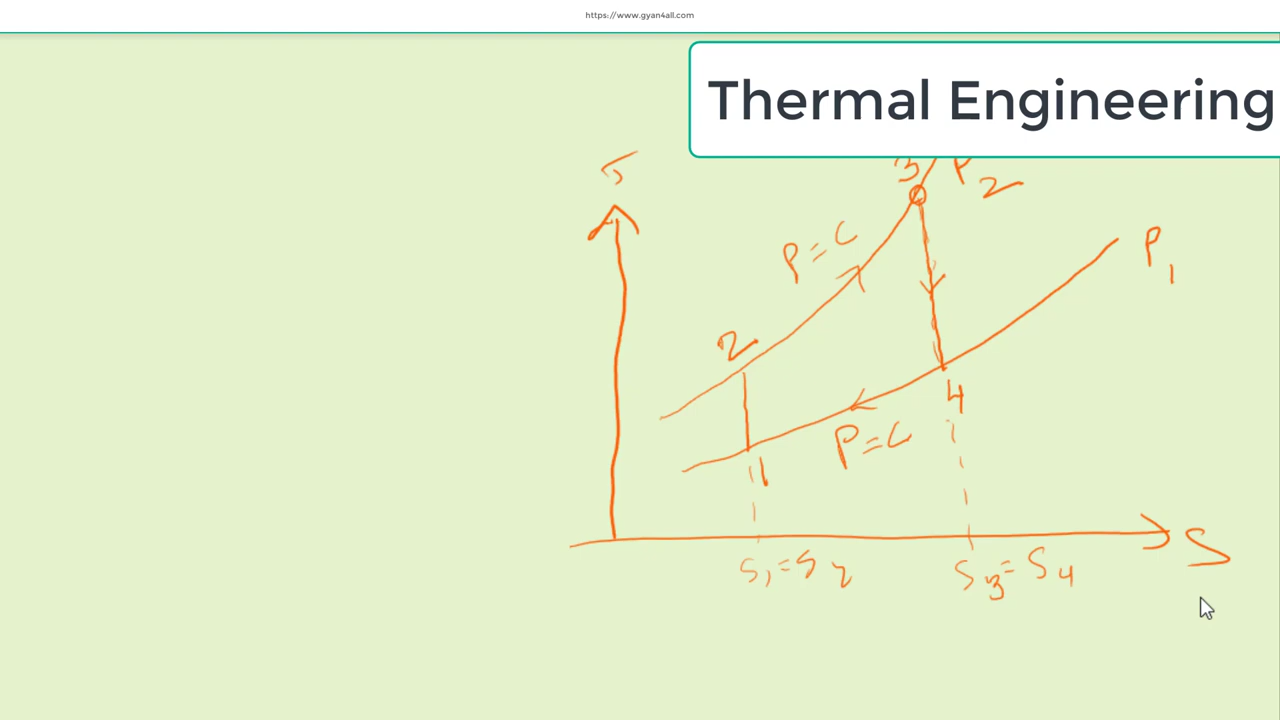 https://www.gyan4all.com
Thermal Engineering
3
P2
P=C
P1
2
4
P=C
1
S1=S2
S3=S4
S